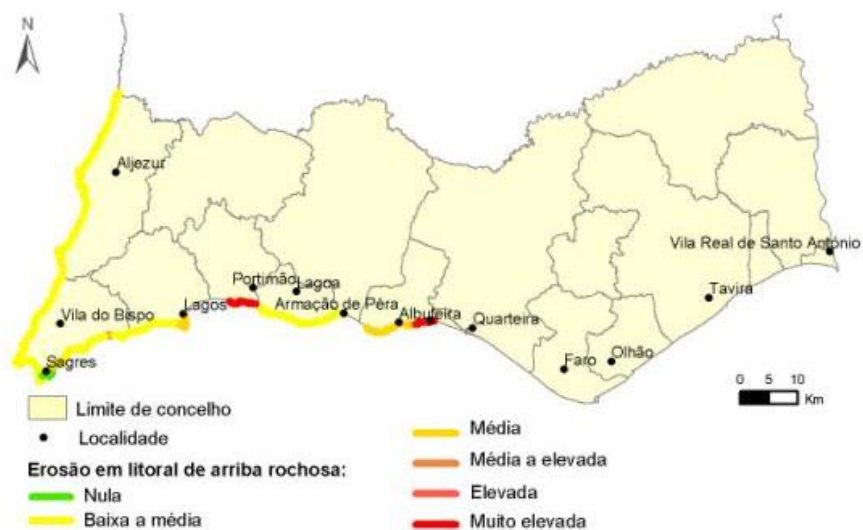 N
Aljezur
Vila Real de Santo António
Portimão
Lagoa
Tavira
Vila do Bispo
Lagos
Armação de Péra
Albufeira
Quarteira
Sagres
Faro
Olhão
0 5 10
Km
Limite de concelho
Localidade
Erosão em litoral de arriba rochosa:
Nula
Baixa a média
Média
Média a elevada
Elevada
Muito elevada